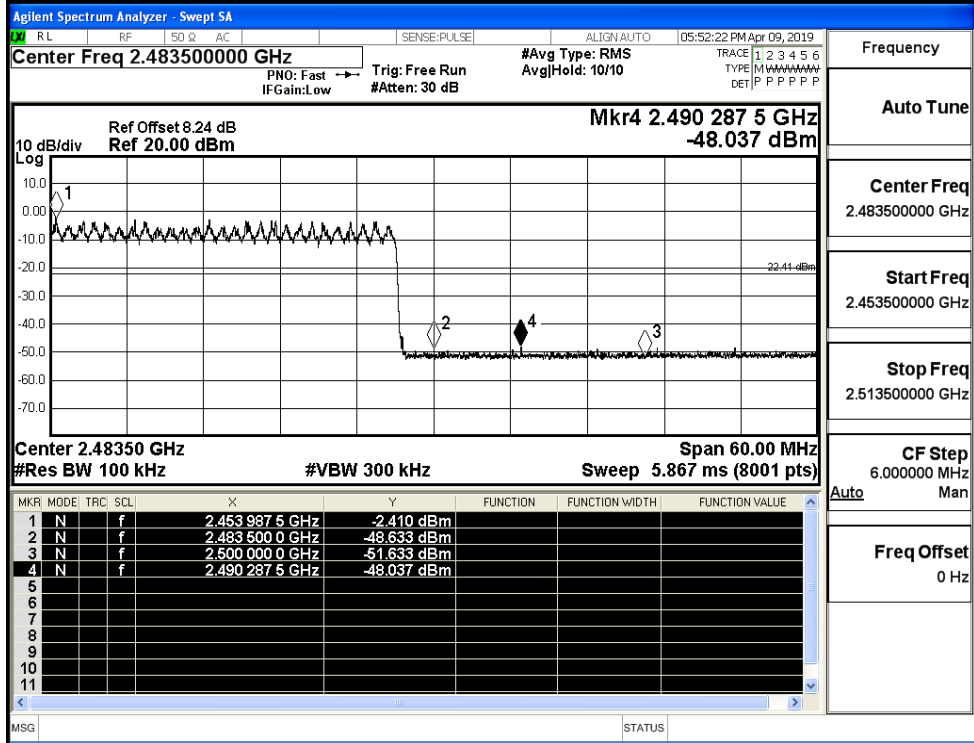 Agilent Spectrum Analyzer - Swept SA
LXI RL RF 50 Ω AC SENSE:PULSE ALIGN AUTO 05:52:22 PM Apr 09, 2019
Center Freq 2.483500000 GHz
PNO: Fast
IFGain:Low
Trig: Free Run
#Atten: 30 dB
#Avg Type: RMS
Avg|Hold: 10/10
TRACE 1 2 3 4 5 6
TYPE M WWWWW
DET P P P P P P
Ref Offset 8.24 dB
10 dB/div Ref 20.00 dBm
Log
Mkr4 2.490 287 5 GHz
-48.037 dBm
10.0
0.00
-10.0
-20.0
-30.0
-40.0
-50.0
-60.0
-70.0
1
2
4
3
22.41 dBm
Center 2.48350 GHz Span 60.00 MHz
#Res BW 100 kHz #VBW 300 kHz Sweep 5.867 ms (8001 pts)
MKR MODE TRC SCL X Y FUNCTION FUNCTION WIDTH FUNCTION VALUE
1 N f 2.453 987 5 GHz -2.410 dBm
2 N f 2.483 500 0 GHz -48.633 dBm
3 N f 2.500 000 0 GHz -51.633 dBm
4 N f 2.490 287 5 GHz -48.037 dBm
5
6
7
8
9
10
11
MSG STATUS
Frequency
Auto Tune
Center Freq
2.483500000 GHz
Start Freq
2.453500000 GHz
Stop Freq
2.513500000 GHz
CF Step
6.000000 MHz
Auto Man
Freq Offset
0 Hz